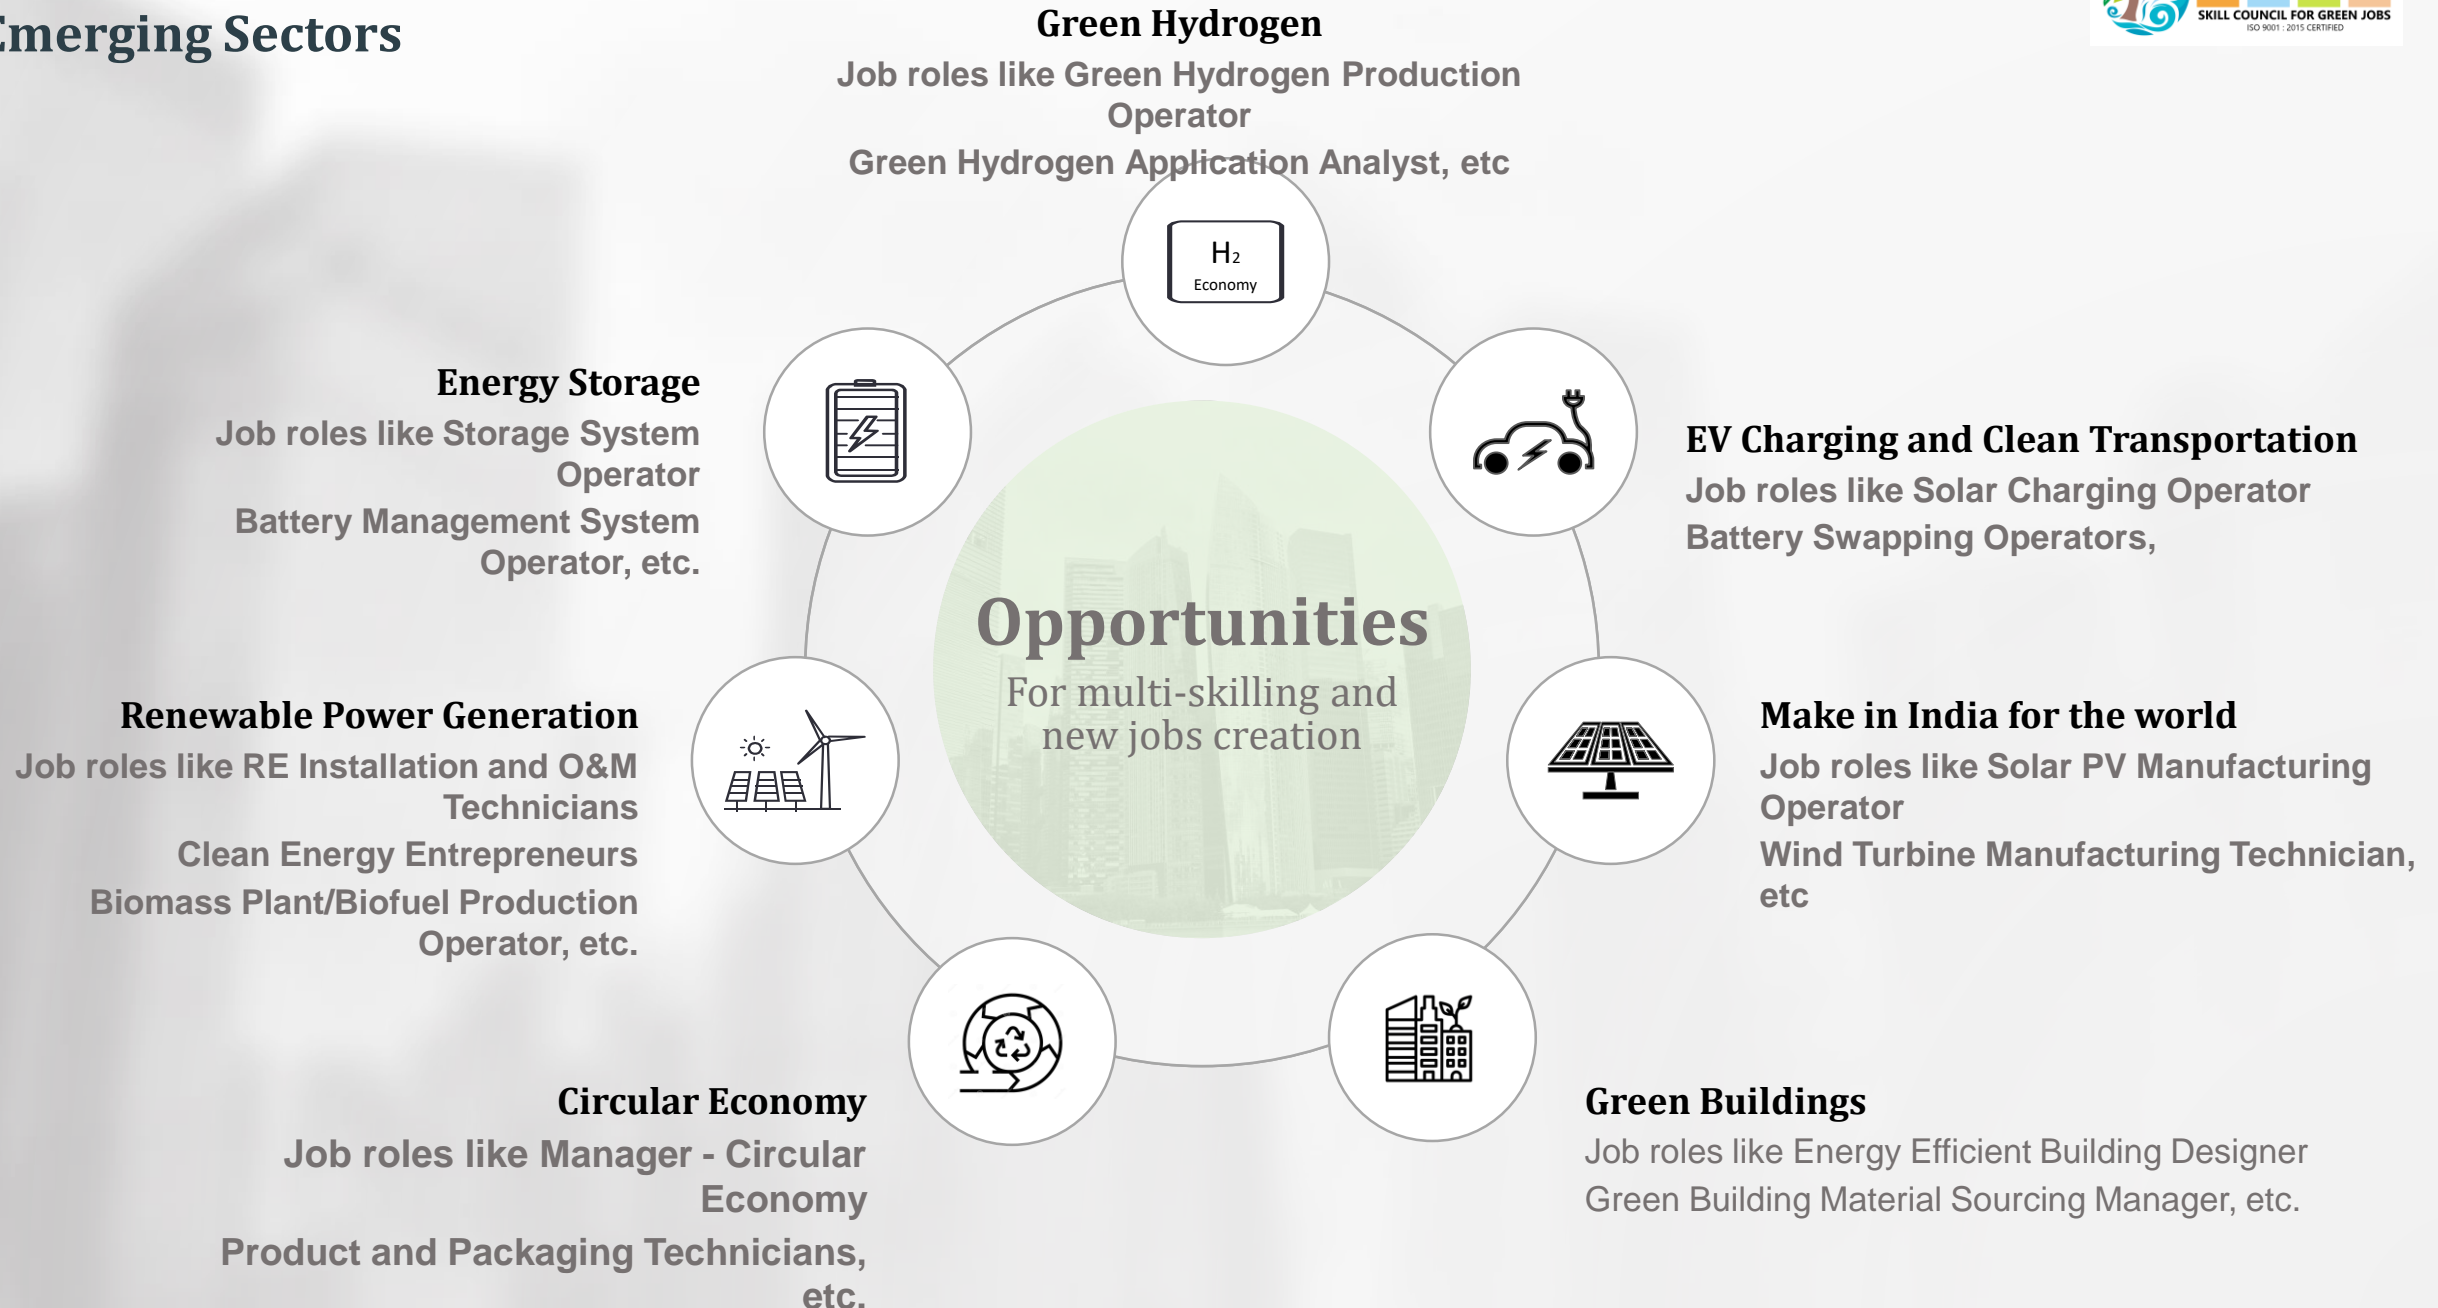 Emerging Sectors
SKILL COUNCIL FOR GREEN JOBS
ISO 9001 : 2015 CERTIFIED
Green Hydrogen
Job roles like Green Hydrogen Production
Operator
Green Hydrogen Application Analyst, etc
H₂
Economy
Energy Storage
Job roles like Storage System
Operator
Battery Management System
Operator, etc.
EV Charging and Clean Transportation
Job roles like Solar Charging Operator
Battery Swapping Operators,
Opportunities
For multi-skilling and
new jobs creation
Renewable Power Generation
Job roles like RE Installation and O&M
Technicians
Clean Energy Entrepreneurs
Biomass Plant/Biofuel Production
Operator, etc.
Make in India for the world
Job roles like Solar PV Manufacturing
Operator
Wind Turbine Manufacturing Technician,
etc
Circular Economy
Job roles like Manager - Circular
Economy
Product and Packaging Technicians,
etc.
Green Buildings
Job roles like Energy Efficient Building Designer
Green Building Material Sourcing Manager, etc.